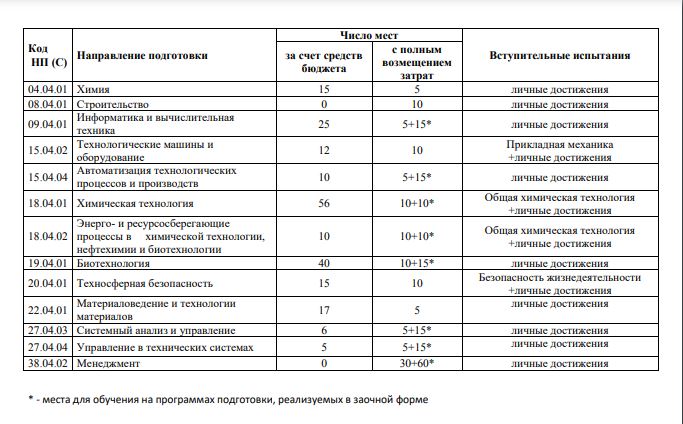 Код НП (С) | Направление подготовки | Число мест | Вступительные испытания
за счет средств бюджета | с полным возмещением затрат
04.04.01 | Химия | 15 | 5 | личные достижения
08.04.01 | Строительство | 0 | 10 | личные достижения
09.04.01 | Информатика и вычислительная техника | 25 | 5+15* | личные достижения
15.04.02 | Технологические машины и оборудование | 12 | 10 | Прикладная механика +личные достижения
15.04.04 | Автоматизация технологических процессов и производств | 10 | 5+15* | личные достижения
18.04.01 | Химическая технология | 56 | 10+10* | Общая химическая технология +личные достижения
18.04.02 | Энерго- и ресурсосберегающие процессы в химической технологии, нефтехимии и биотехнологии | 10 | 10+10* | Общая химическая технология +личные достижения
19.04.01 | Биотехнология | 40 | 10+15* | личные достижения
20.04.01 | Техносферная безопасность | 15 | 10 | Безопасность жизнедеятельности +личные достижения
22.04.01 | Материаловедение и технологии материалов | 17 | 5 | личные достижения
27.04.03 | Системный анализ и управление | 6 | 5+15* | личные достижения
27.04.04 | Управление в технических системах | 5 | 5+15* | личные достижения
38.04.02 | Менеджмент | 0 | 30+60* | личные достижения
* - места для обучения на программах подготовки, реализуемых в заочной форме